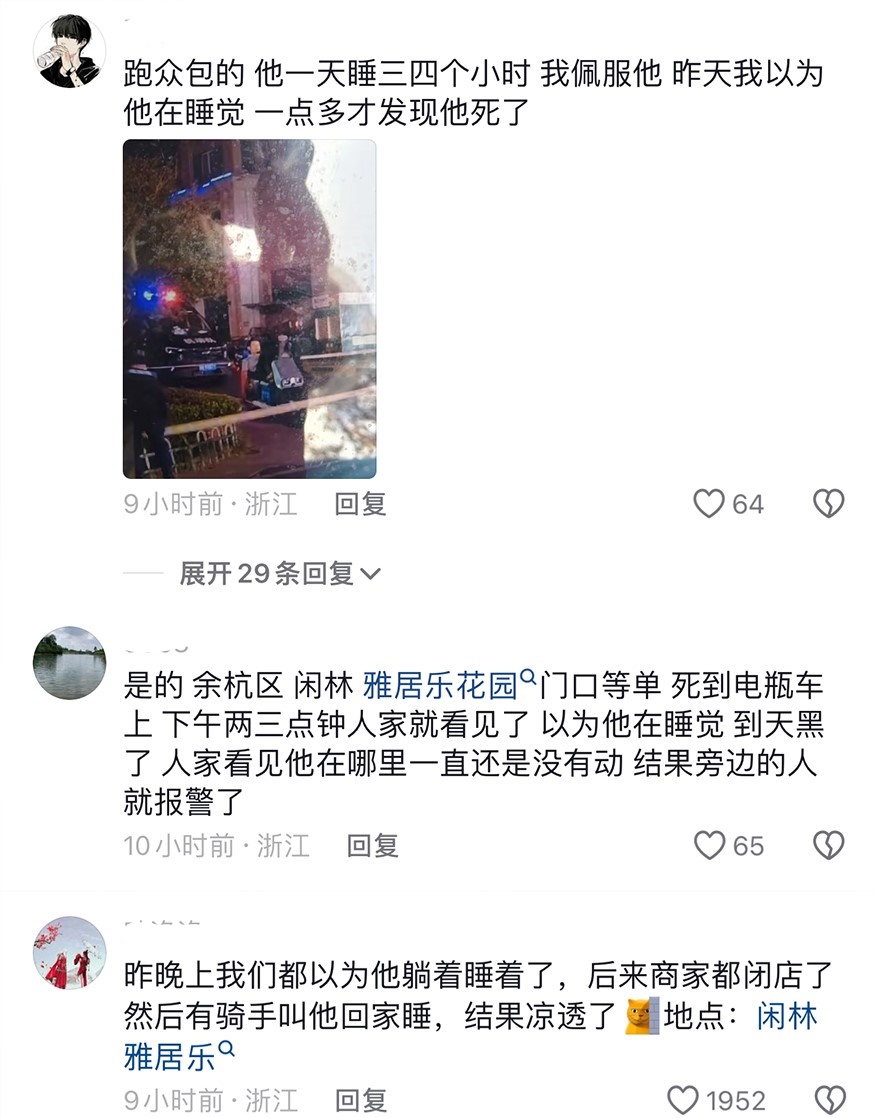 跑众包的 他一天睡三四个小时 我佩服他 昨天我以为
他在睡觉 一点多才发现他死了
9小时前·浙江 回复 64
展开29条回复
是的 余杭区 闲林 雅居乐花园门口等单 死到电瓶车
上 下午两三点钟人家就看见了 以为他在睡觉 到天黑
了 人家看见他在哪里一直还是没有动 结果旁边的人
就报警了
10小时前·浙江 回复 65
昨晚上我们都以为他躺着睡着了，后来商家都闭店了
然后有骑手叫他回家睡，结果凉透了地点：闲林
雅居乐
9小时前·浙江 回复 1952